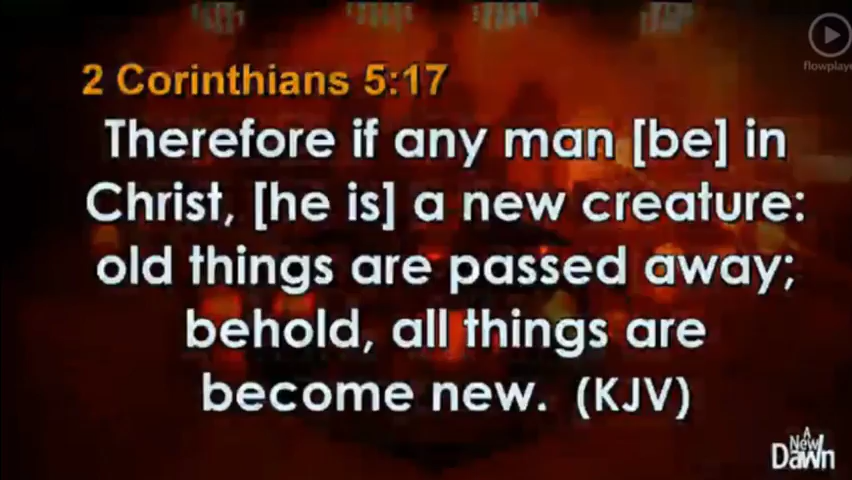 flowplaye
2 Corinthians 5:17
Therefore if any man [be] in
Christ, [he is] a new creature:
old things are passed away;
behold, all things are
become new. (KJV)
A
New
Dawn